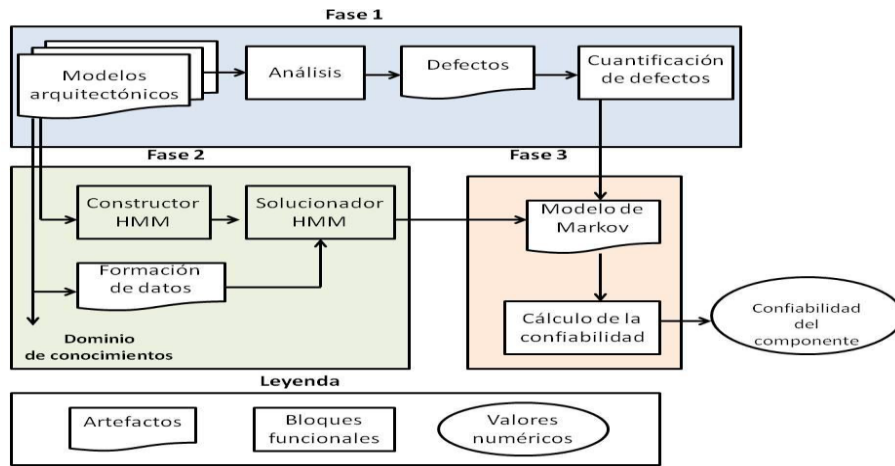 Fase 1
Modelos
arquitectónicos
Análisis
Defectos
Cuantificación
de defectos
Fase 2
Constructor
HMM
Solucionador
HMM
Formación
de datos
Dominio
de conocimientos
Fase 3
Modelo de
Markov
Cálculo de la
confiabilidad
Confiabilidad
del
componente
Leyenda
Artefactos
Bloques
funcionales
Valores
numéricos